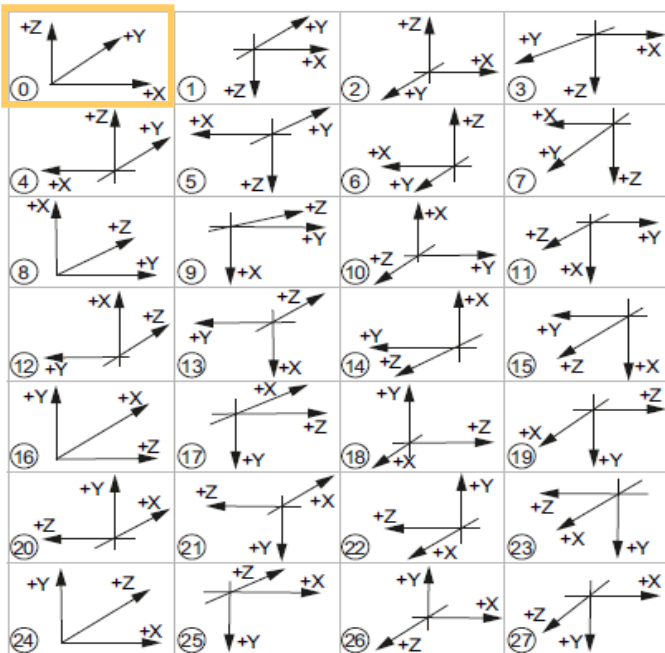 +Z +Y
0 +X
+Y
+X
1 +Z
+Z
+X
2 +Y
+Y +X
3 +Z
+Z +Y
4 +X
+X +Y
5 +Z
+Z
+X
6 +Y
+X
+Y
7 +Z
+X
+Z
8 +Y
+Z
+Y
9 +X
+X
+Z +Y
10
+Z +Y
11 +X
+X +Z
12 +Y
+Z
+Y
13 +X
+X
+Y
14 +Z
+Y
15 +Z +X
+Y +X
+Z
16
+X
+Z
17 +Y
+Y
+Z
18 +X
+Z
+X
19 +Y
+Y +X
+Z
20
+Z +X
21 +Y
+Y
+Z
22 +X
+Z
+X
23 +Y
+Y +Z
+X
24
+Z +X
25 +Y
+Y
+X
26 +Z
+X
+Z
27 +Y